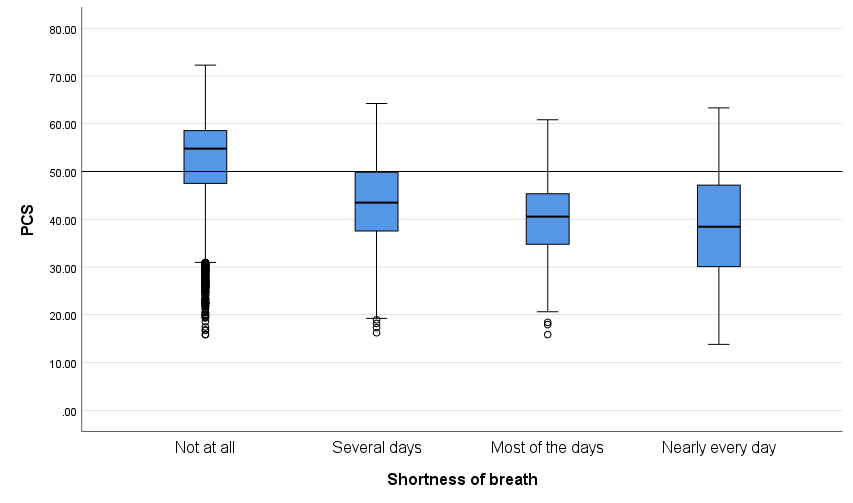 80.00
70.00
60.00
50.00
40.00
30.00
20.00
10.00
.00
PCS
Not at all
Several days
Most of the days
Nearly every day
Shortness of breath